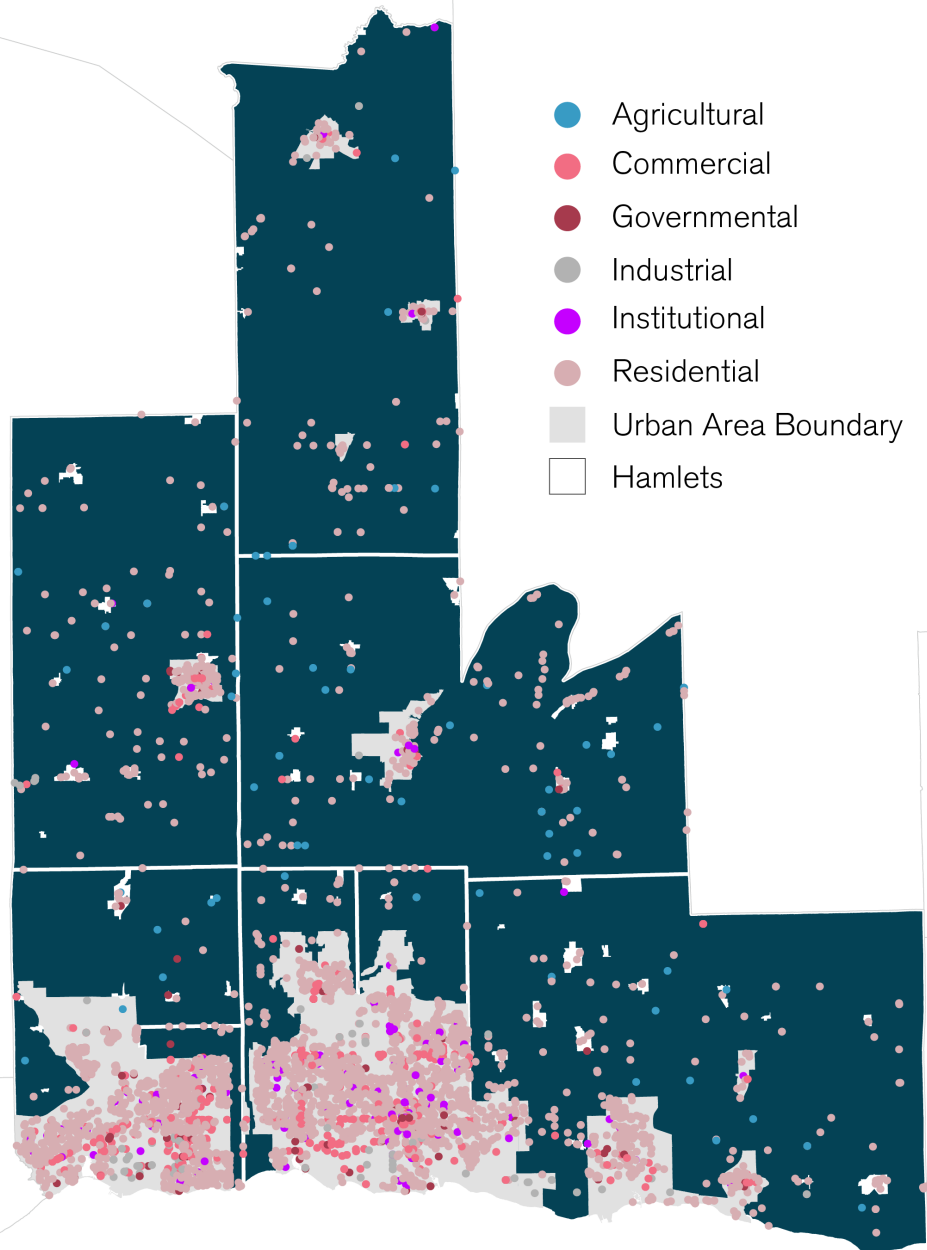 Agricultural
Commercial
Governmental
Industrial
Institutional
Residential
Urban Area Boundary
Hamlets